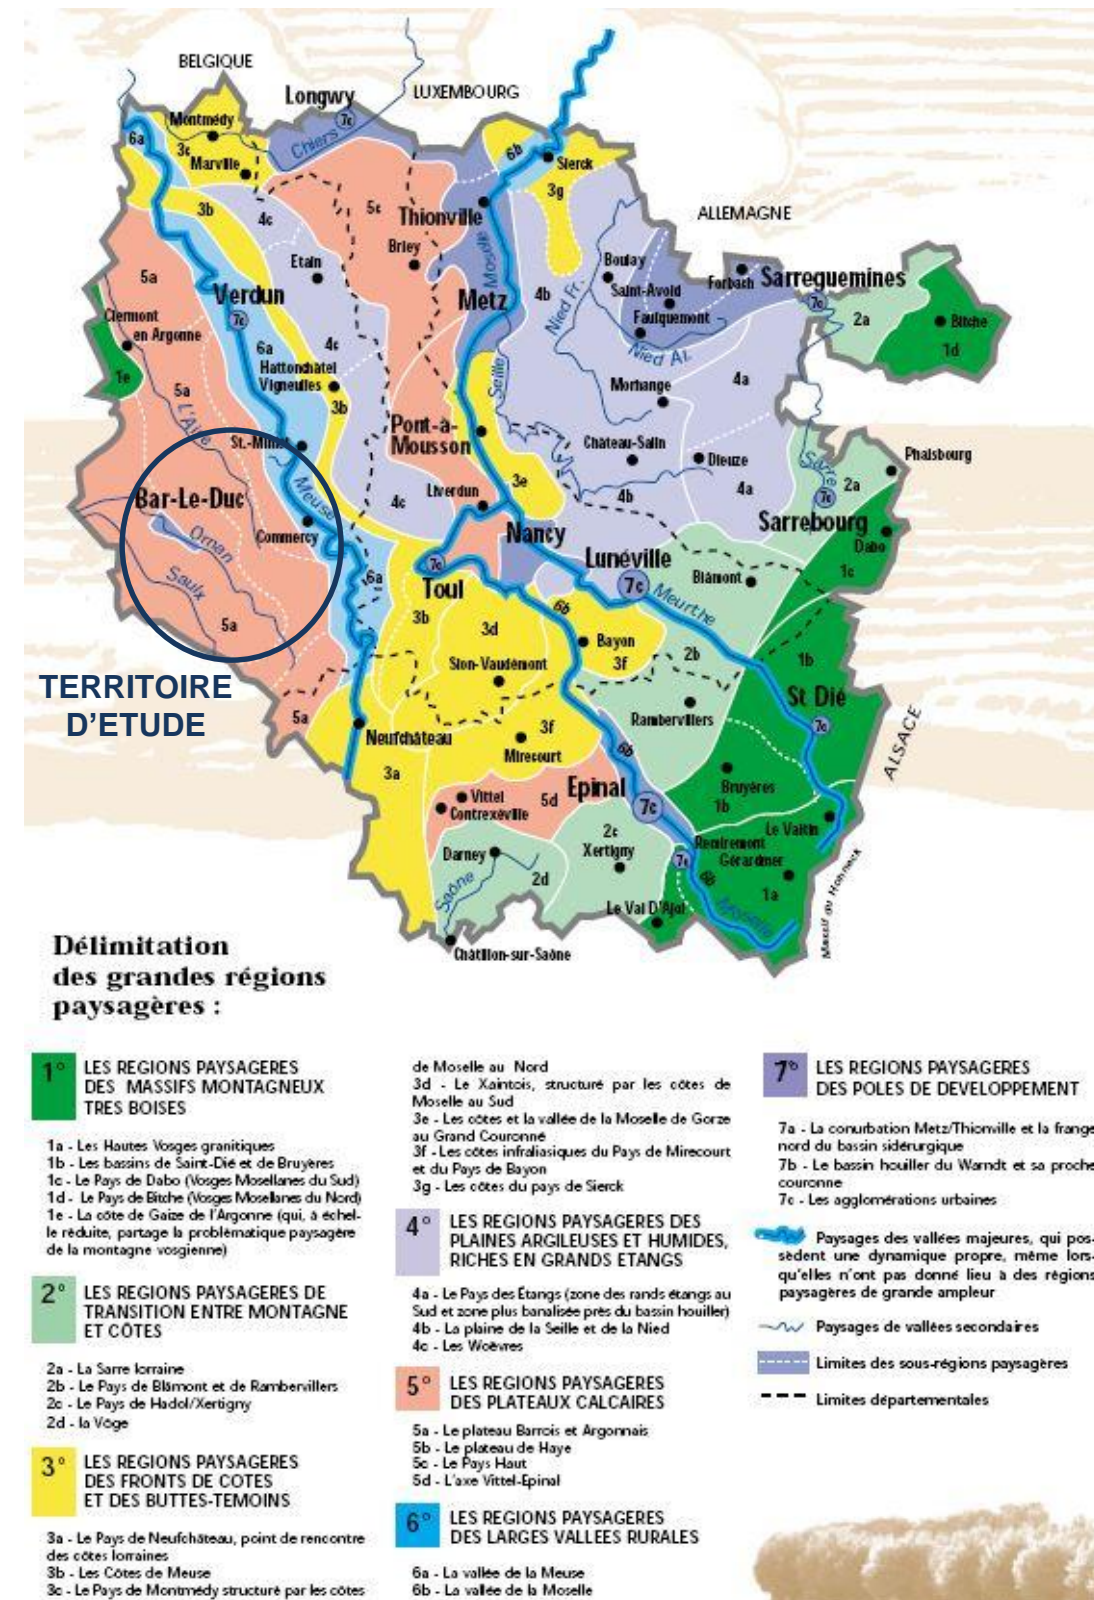 BELGIQUE
Longwy
LUXEMBOURG
7c
Montmédy
Chiers
6a
3c
Marville
6b
Sierck
3g
3b
4c
5c
Thionville
ALLEMAGNE
Briey
Moselle
Boulay
Etain
Saint-Avold
Forbach
Sarreguemines
5a
Verdun
Metz
4b
Nied Fr.
7c
Clermont
en Argonne
7c
Faulquemont
2a
Bitche
Nied Al.
1d
6a
4c
Hattonchâtel
Vigneulles
Seille
1e
5a
Morhange
4a
3b
L'Aire
Pont-à-
Mousson
St.-Mihiel
Château-Salin
Dieuze
Phalsbourg
Sarre
Bar-Le-Duc
Liverdun
3e
4b
4a
7c
2a
Meuse
4c
Sarrebourg
Ornain
Commercy
Nancy
Dabo
Lunéville
Saulx
6a
7c
Toul
7c
Blâmont
1c
Meurthe
5a
3b
3d
6b
Bayon
3f
2b
1b
TERRITOIRE
D'ETUDE
Sion-Vaudémont
St Dié
5a
Rambervillers
7c
Neufchâteau
3f
Mirecourt
6b
ALSACE
3a
Vittel
5d
Epinal
Bruyères
Contrexéville
7c
1b
Le Valtin
2c
Darney
Xertigny
Remiremont
Gérardmer
7c
2d
6b
1a
Saône
Le Val D'Ajol
Moselle
Massif du Honneck
Châtillon-sur-Saône
Délimitation
des grandes régions
paysagères :
1° LES REGIONS PAYSAGERES
DES MASSIFS MONTAGNEUX
TRES BOISES
1a - Les Hautes Vosges granitiques
1b - Les bassins de Saint-Dié et de Bruyères
1c - Le Pays de Dabo (Vosges Mosellanes du Sud)
1d - Le Pays de Bitche (Vosges Mosellanes du Nord)
1e - La côte de Gaize de l'Argonne (qui, à échel-
le réduite, partage la problématique paysagère
de la montagne vosgienne)
2° LES REGIONS PAYSAGERES DE
TRANSITION ENTRE MONTAGNE
ET CÔTES
2a - La Sarre lorraine
2b - Le Pays de Blâmont et de Rambervillers
2c - Le Pays de Hadol/Xertigny
2d - la Vôge
3° LES REGIONS PAYSAGERES
DES FRONTS DE COTES
ET DES BUTTES-TEMOINS
3a - Le Pays de Neufchâteau, point de rencontre
des côtes lorraines
3b - Les Côtes de Meuse
3c - Le Pays de Montmédy structuré par les côtes
de Moselle au Nord
3d - Le Xaintois, structuré par les côtes de
Moselle au Sud
3e - Les côtes et la vallée de la Moselle de Gorze
au Grand Couronné
3f - Les côtes infraliasiques du Pays de Mirecourt
et du Pays de Bayon
3g - Les côtes du pays de Sierck
4° LES REGIONS PAYSAGERES DES
PLAINES ARGILEUSES ET HUMIDES,
RICHES EN GRANDS ETANGS
4a - Le Pays des Étangs (zone des rands étangs au
Sud et zone plus banalisée près du bassin houiller)
4b - La plaine de la Seille et de la Nied
4c - Les Woëvres
5° LES REGIONS PAYSAGERES
DES PLATEAUX CALCAIRES
5a - Le plateau Barrois et Argonnais
5b - Le plateau de Haye
5c - Le Pays Haut
5d - L'axe Vittel-Epinal
6° LES REGIONS PAYSAGERES
DES LARGES VALLEES RURALES
6a - La vallée de la Meuse
6b - La vallée de la Moselle
7° LES REGIONS PAYSAGERES
DES POLES DE DEVELOPPEMENT
7a - La conurbation Metz/Thionville et la frange
nord du bassin sidérurgique
7b - Le bassin houiller du Warndt et sa proche
couronne
7c - Les agglomérations urbaines
Paysages des vallées majeures, qui pos-
sèdent une dynamique propre, même lors-
qu'elles n'ont pas donné lieu à des régions
paysagères de grande ampleur
Paysages de vallées secondaires
Limites des sous-régions paysagères
Limites départementales